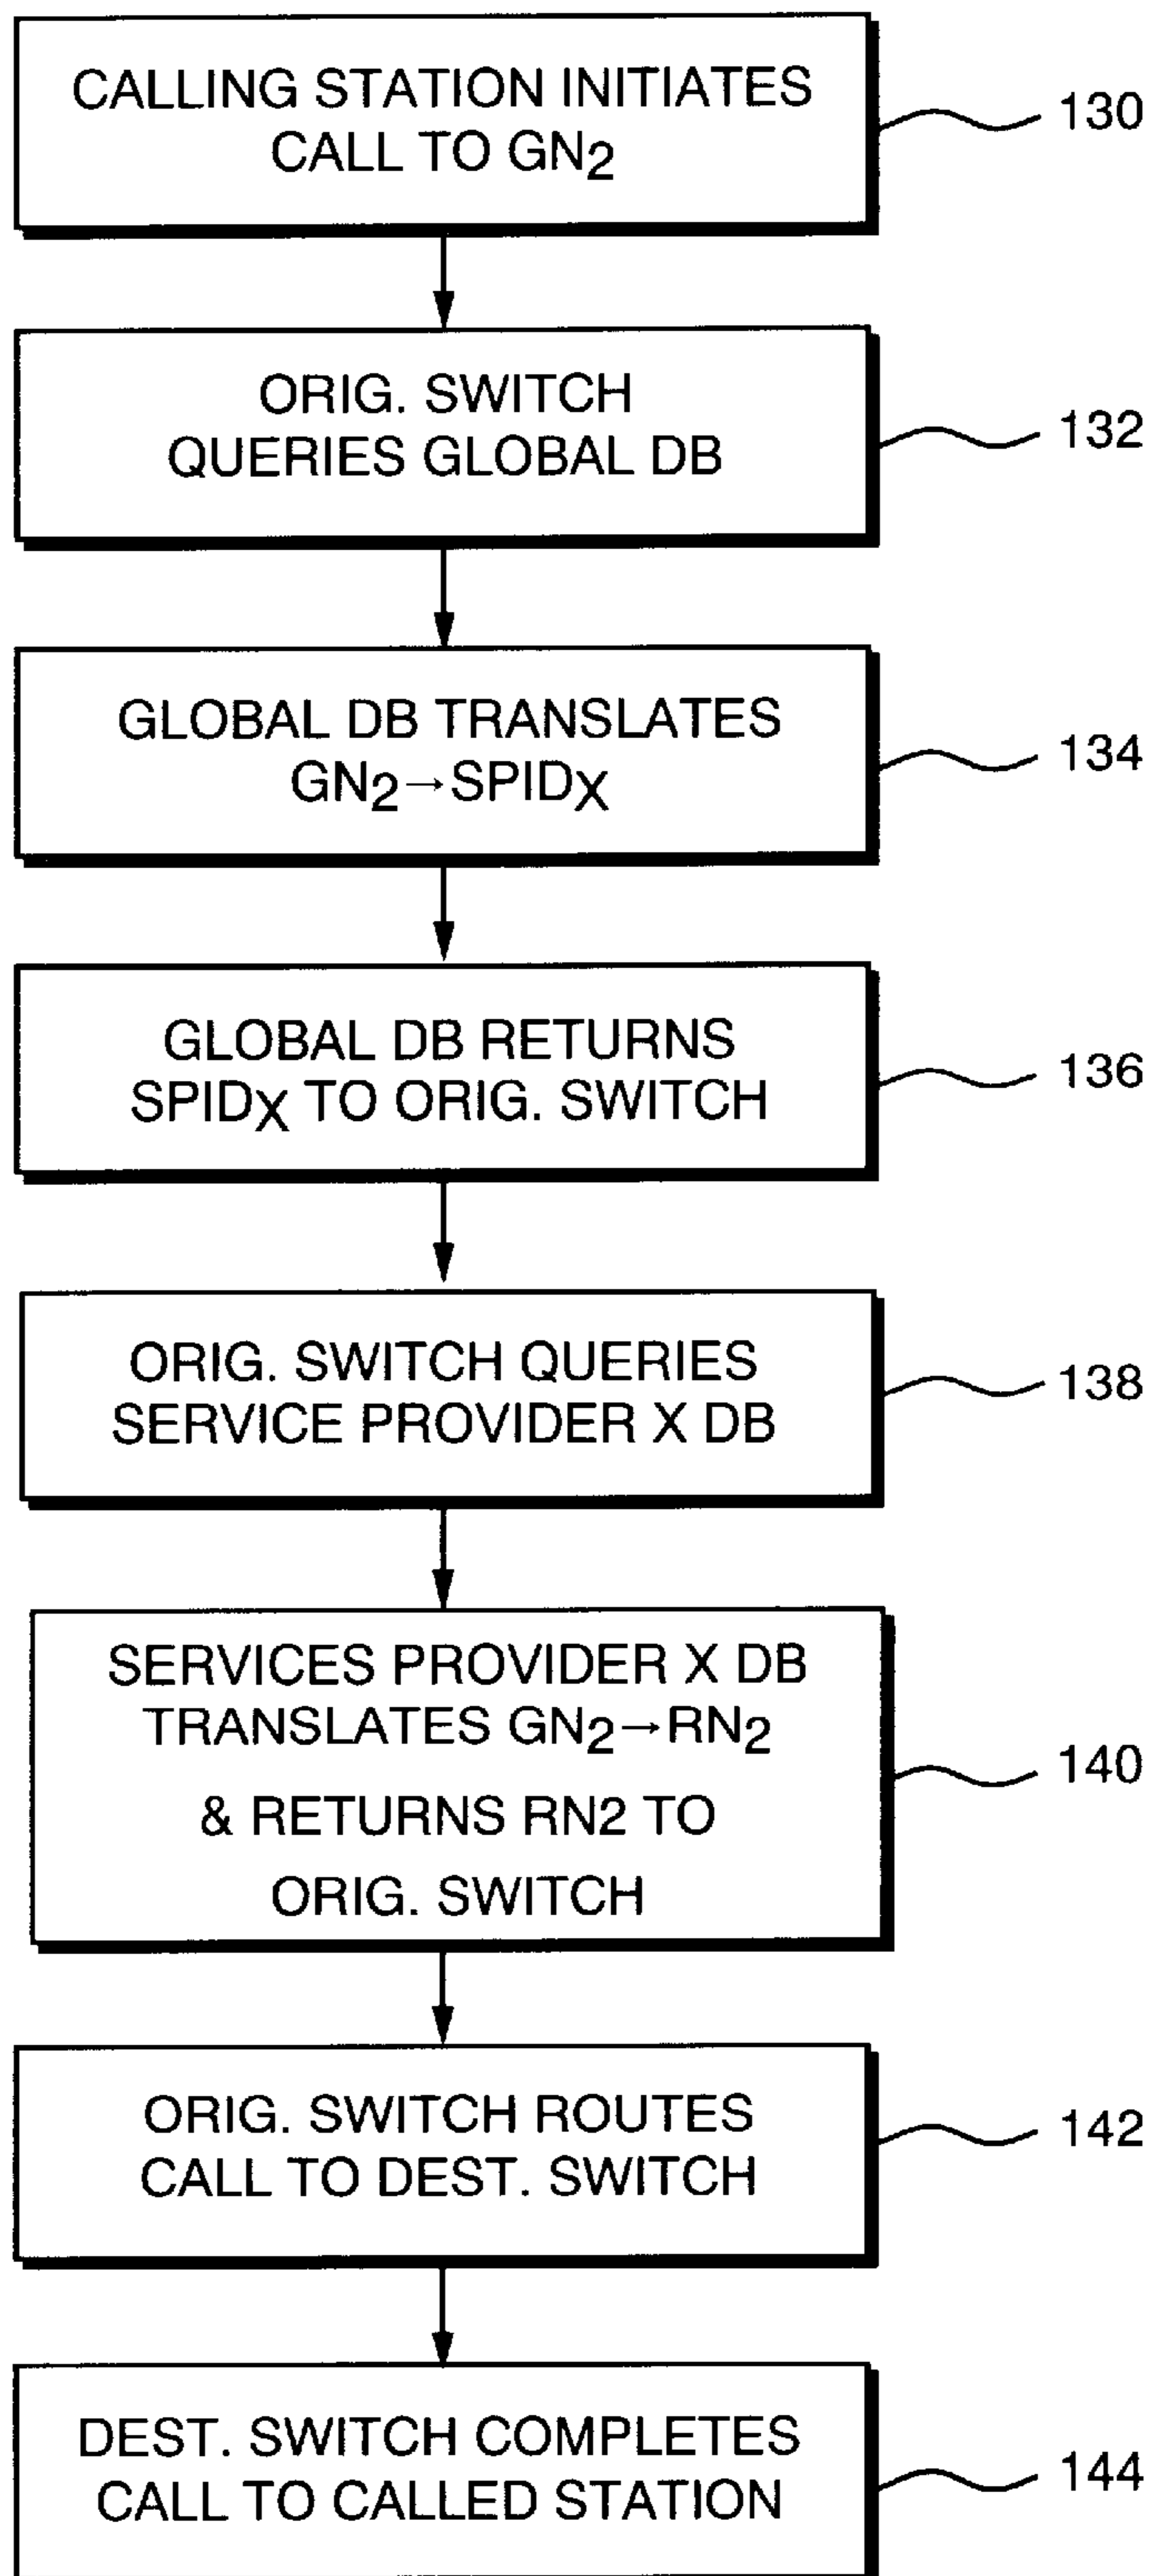 CALLING STATION INITIATES
CALL TO GN₂
130
ORIG. SWITCH
QUERIES GLOBAL DB
132
GLOBAL DB TRANSLATES
GN₂→SPIDₓ
134
GLOBAL DB RETURNS
SPIDₓ TO ORIG. SWITCH
136
ORIG. SWITCH QUERIES
SERVICE PROVIDER X DB
138
SERVICES PROVIDER X DB
TRANSLATES GN₂→RN₂
& RETURNS RN2 TO
ORIG. SWITCH
140
ORIG. SWITCH ROUTES
CALL TO DEST. SWITCH
142
DEST. SWITCH COMPLETES
CALL TO CALLED STATION
144